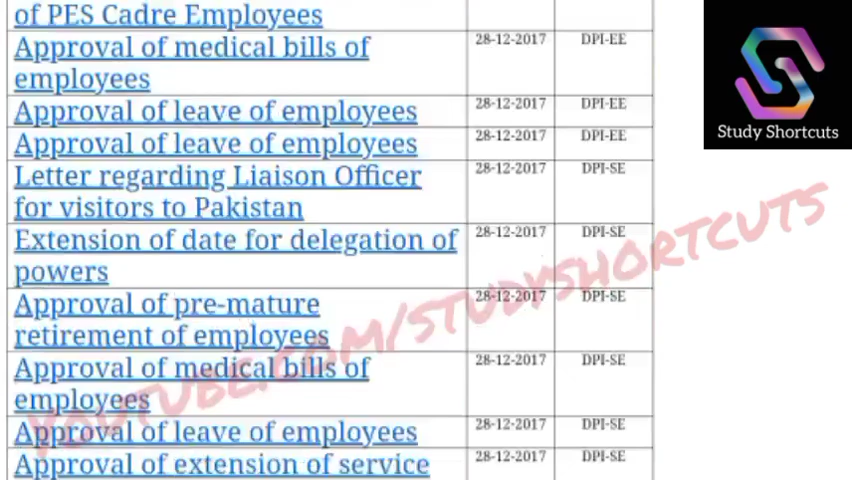 of PES Cadre Employees
Approval of medical bills of 28-12-2017 DPI-EE
employees
Approval of leave of employees 28-12-2017 DPI-EE
Approval of leave of employees 28-12-2017 DPI-EE
Letter regarding Liaison Officer 28-12-2017 DPI-SE
for visitors to Pakistan
Extension of date for delegation of 28-12-2017 DPI-SE
powers
Approval of pre-mature 28-12-2017 DPI-SE
retirement of employees
Approval of medical bills of 28-12-2017 DPI-SE
employees
Approval of leave of employees 28-12-2017 DPI-SE
Approval of extension of service 28-12-2017 DPI-SE
Study Shortcuts
YOUTUBE.COM/STUDYSHORTCUTS